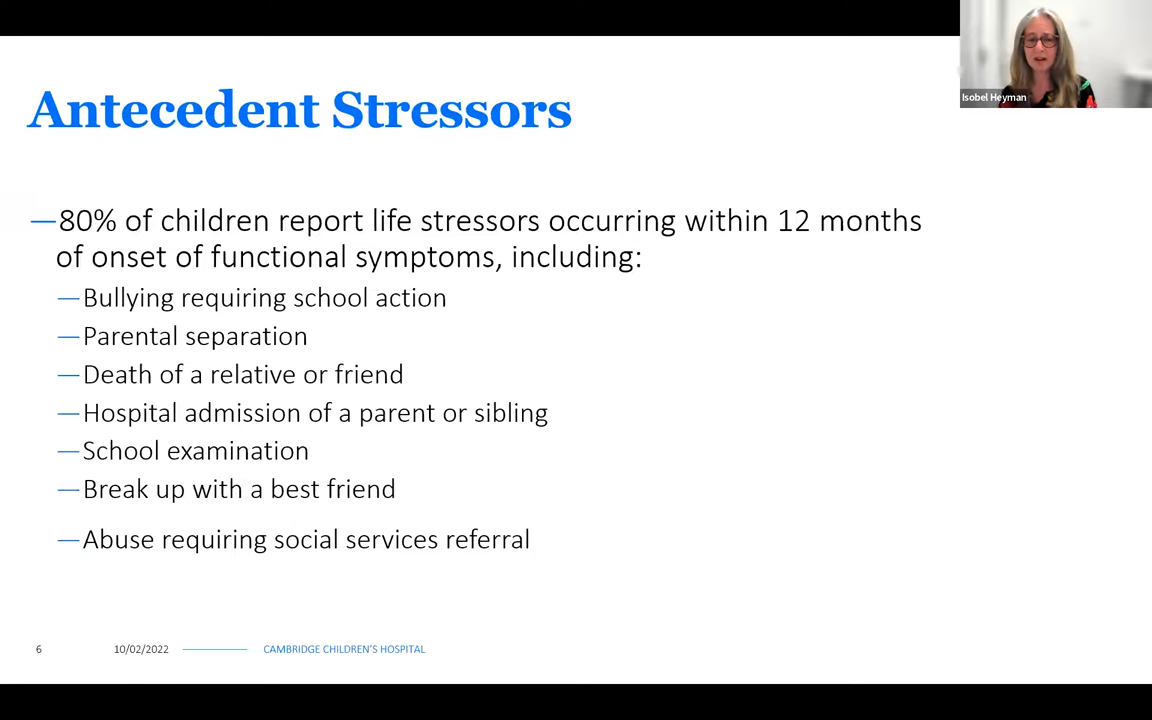 Isobel Heyman
Antecedent Stressors
—80% of children report life stressors occurring within 12 months
of onset of functional symptoms, including:
—Bullying requiring school action
—Parental separation
—Death of a relative or friend
—Hospital admission of a parent or sibling
—School examination
—Break up with a best friend
—Abuse requiring social services referral
6 10/02/2022 CAMBRIDGE CHILDREN'S HOSPITAL